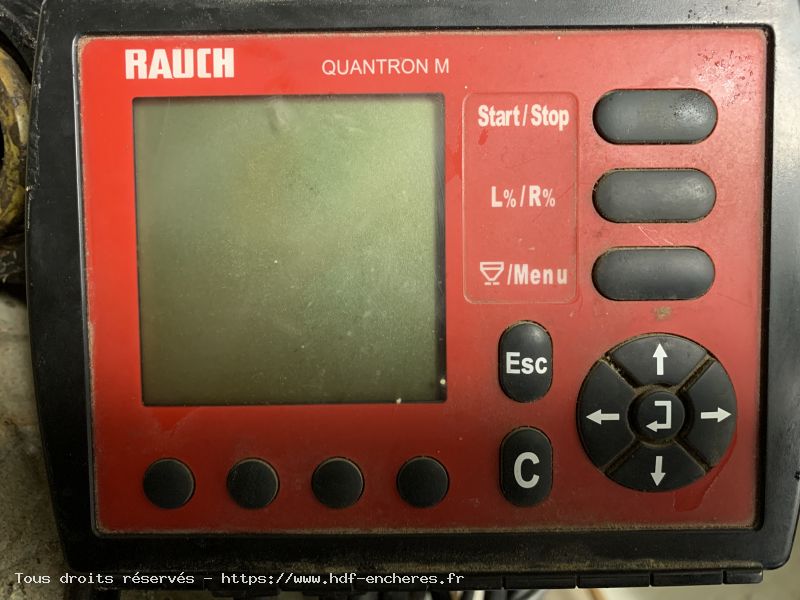 RAUCH QUANTRON M
Start/Stop
L%/R%
/Menu
Esc
C
Tous droits réservés - https://www.hdf-encheres.fr